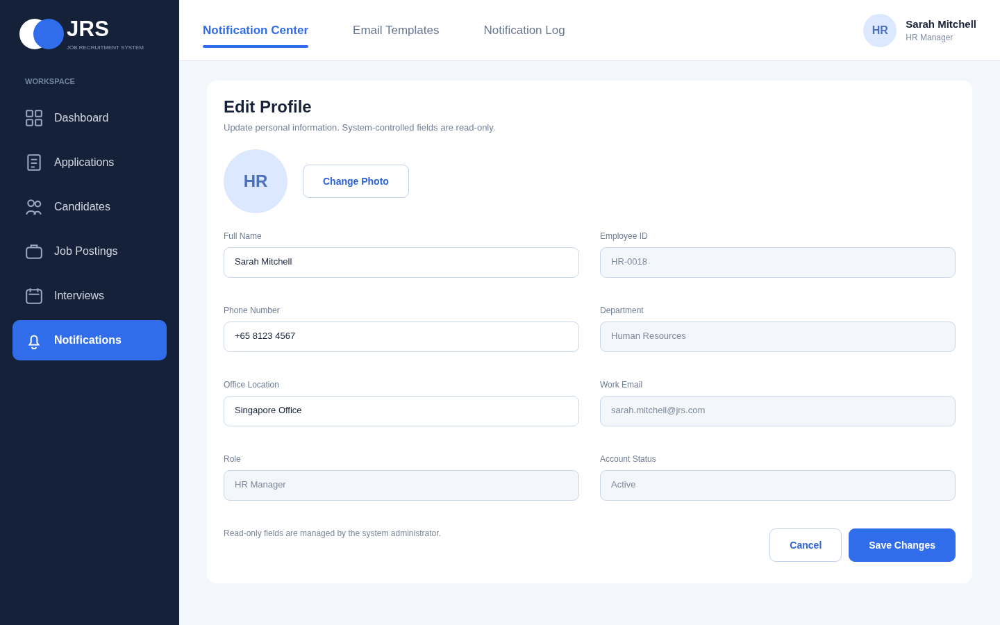 JRS
JOB RECRUITMENT SYSTEM
WORKSPACE
Dashboard
Applications
Candidates
Job Postings
Interviews
Notifications
Notification Center
Email Templates
Notification Log
HR
Sarah Mitchell
HR Manager
Edit Profile
Update personal information. System-controlled fields are read-only.
HR
Change Photo
Full Name
Sarah Mitchell
Employee ID
HR-0018
Phone Number
+65 8123 4567
Department
Human Resources
Office Location
Singapore Office
Work Email
sarah.mitchell@jrs.com
Role
HR Manager
Account Status
Active
Read-only fields are managed by the system administrator.
Cancel
Save Changes